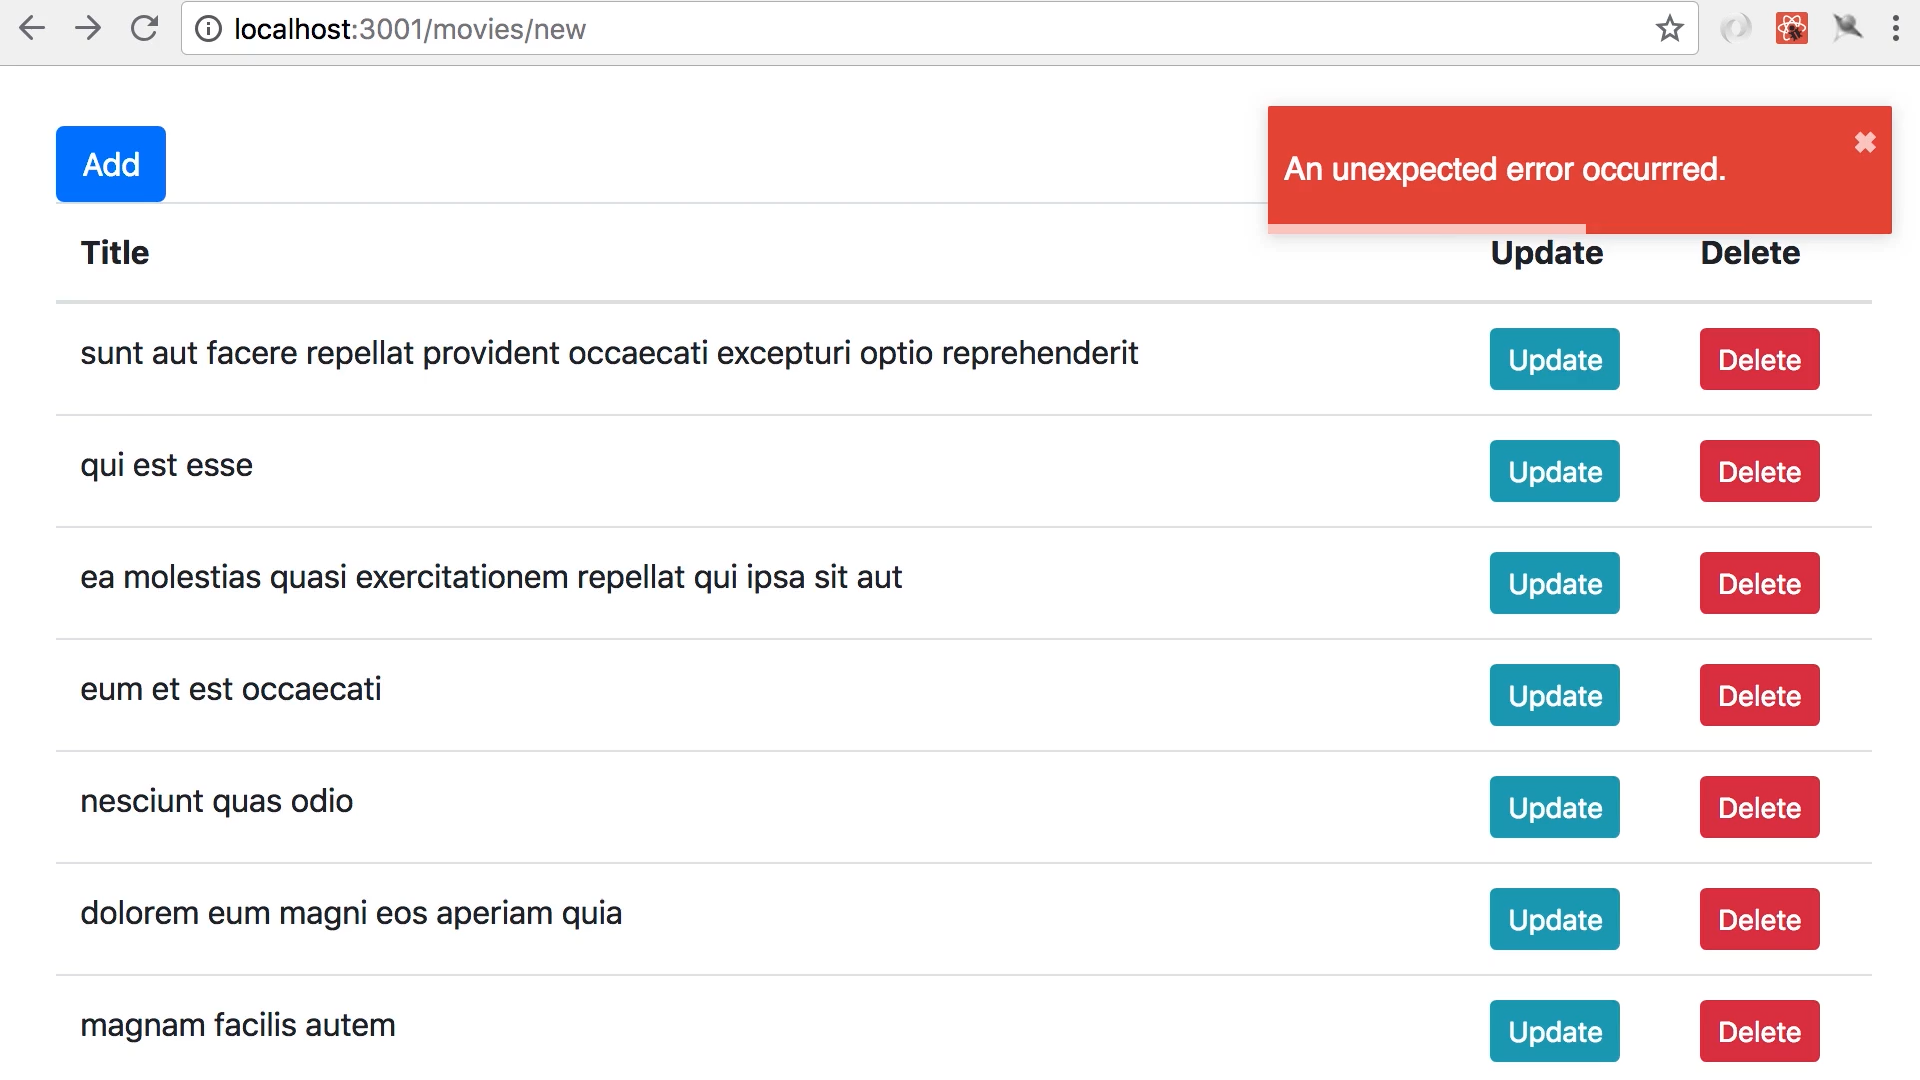 localhost:3001/movies/new
Add
An unexpected error occurrred.
Title Update Delete
sunt aut facere repellat provident occaecati excepturi optio reprehenderit Update Delete
qui est esse Update Delete
ea molestias quasi exercitationem repellat qui ipsa sit aut Update Delete
eum et est occaecati Update Delete
nesciunt quas odio Update Delete
dolorem eum magni eos aperiam quia Update Delete
magnam facilis autem Update Delete